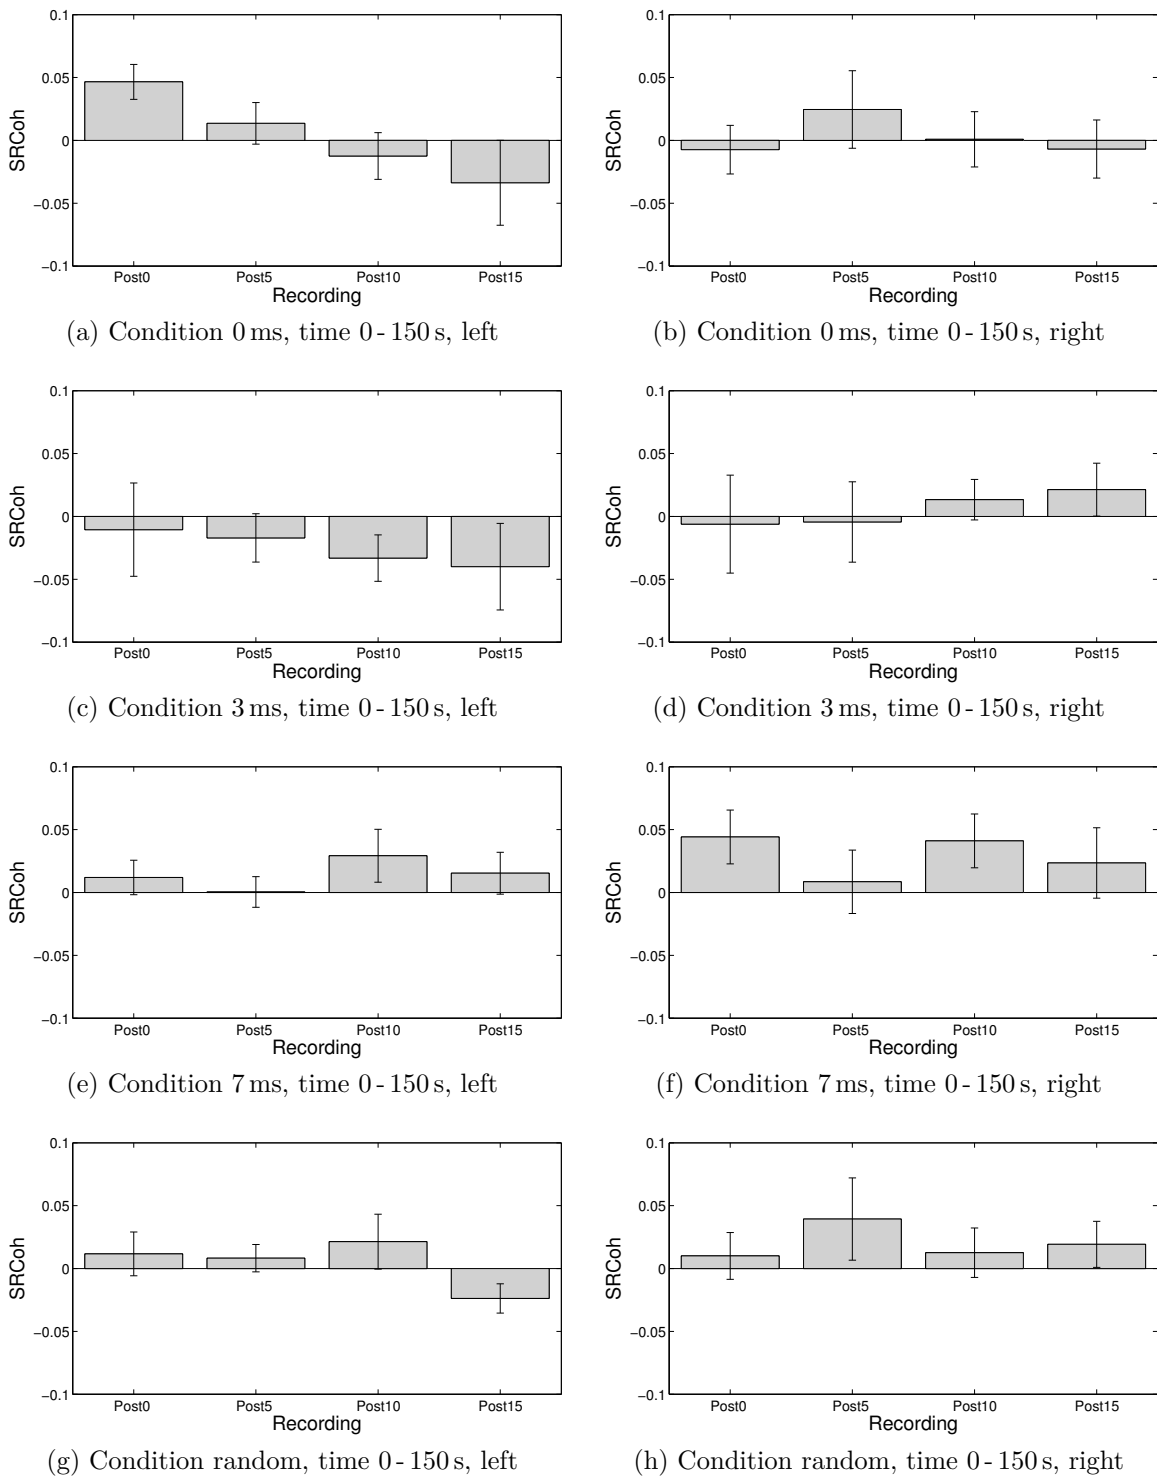 0.1
0.05
0
−0.05
−0.1
SRCoh
Post0 Post5 Post10 Post15
Recording
(a) Condition 0 ms, time 0 - 150 s, left
0.1
0.05
0
−0.05
−0.1
SRCoh
Post0 Post5 Post10 Post15
Recording
(b) Condition 0 ms, time 0 - 150 s, right
0.1
0.05
0
−0.05
−0.1
SRCoh
Post0 Post5 Post10 Post15
Recording
(c) Condition 3 ms, time 0 - 150 s, left
0.1
0.05
0
−0.05
−0.1
SRCoh
Post0 Post5 Post10 Post15
Recording
(d) Condition 3 ms, time 0 - 150 s, right
0.1
0.05
0
−0.05
−0.1
SRCoh
Post0 Post5 Post10 Post15
Recording
(e) Condition 7 ms, time 0 - 150 s, left
0.1
0.05
0
−0.05
−0.1
SRCoh
Post0 Post5 Post10 Post15
Recording
(f) Condition 7 ms, time 0 - 150 s, right
0.1
0.05
0
−0.05
−0.1
SRCoh
Post0 Post5 Post10 Post15
Recording
(g) Condition random, time 0 - 150 s, left
0.1
0.05
0
−0.05
−0.1
SRCoh
Post0 Post5 Post10 Post15
Recording
(h) Condition random, time 0 - 150 s, right